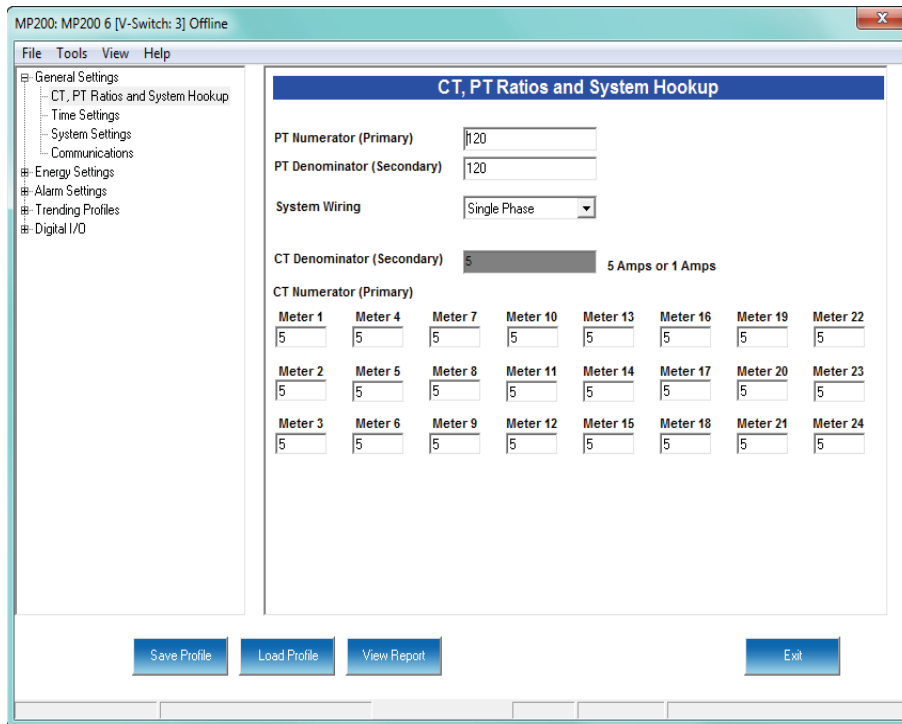 MP200: MP200 6 [V-Switch: 3] Offline
File Tools View Help
General Settings
CT, PT Ratios and System Hookup
Time Settings
System Settings
Communications
Energy Settings
Alarm Settings
Trending Profiles
Digital I/O
CT, PT Ratios and System Hookup
PT Numerator (Primary) 120
PT Denominator (Secondary) 120
System Wiring Single Phase
CT Denominator (Secondary) 5 5 Amps or 1 Amps
CT Numerator (Primary)
Meter 1 Meter 4 Meter 7 Meter 10 Meter 13 Meter 16 Meter 19 Meter 22
5 5 5 5 5 5 5 5
Meter 2 Meter 5 Meter 8 Meter 11 Meter 14 Meter 17 Meter 20 Meter 23
5 5 5 5 5 5 5 5
Meter 3 Meter 6 Meter 9 Meter 12 Meter 15 Meter 18 Meter 21 Meter 24
5 5 5 5 5 5 5 5
Save Profile Load Profile View Report Exit